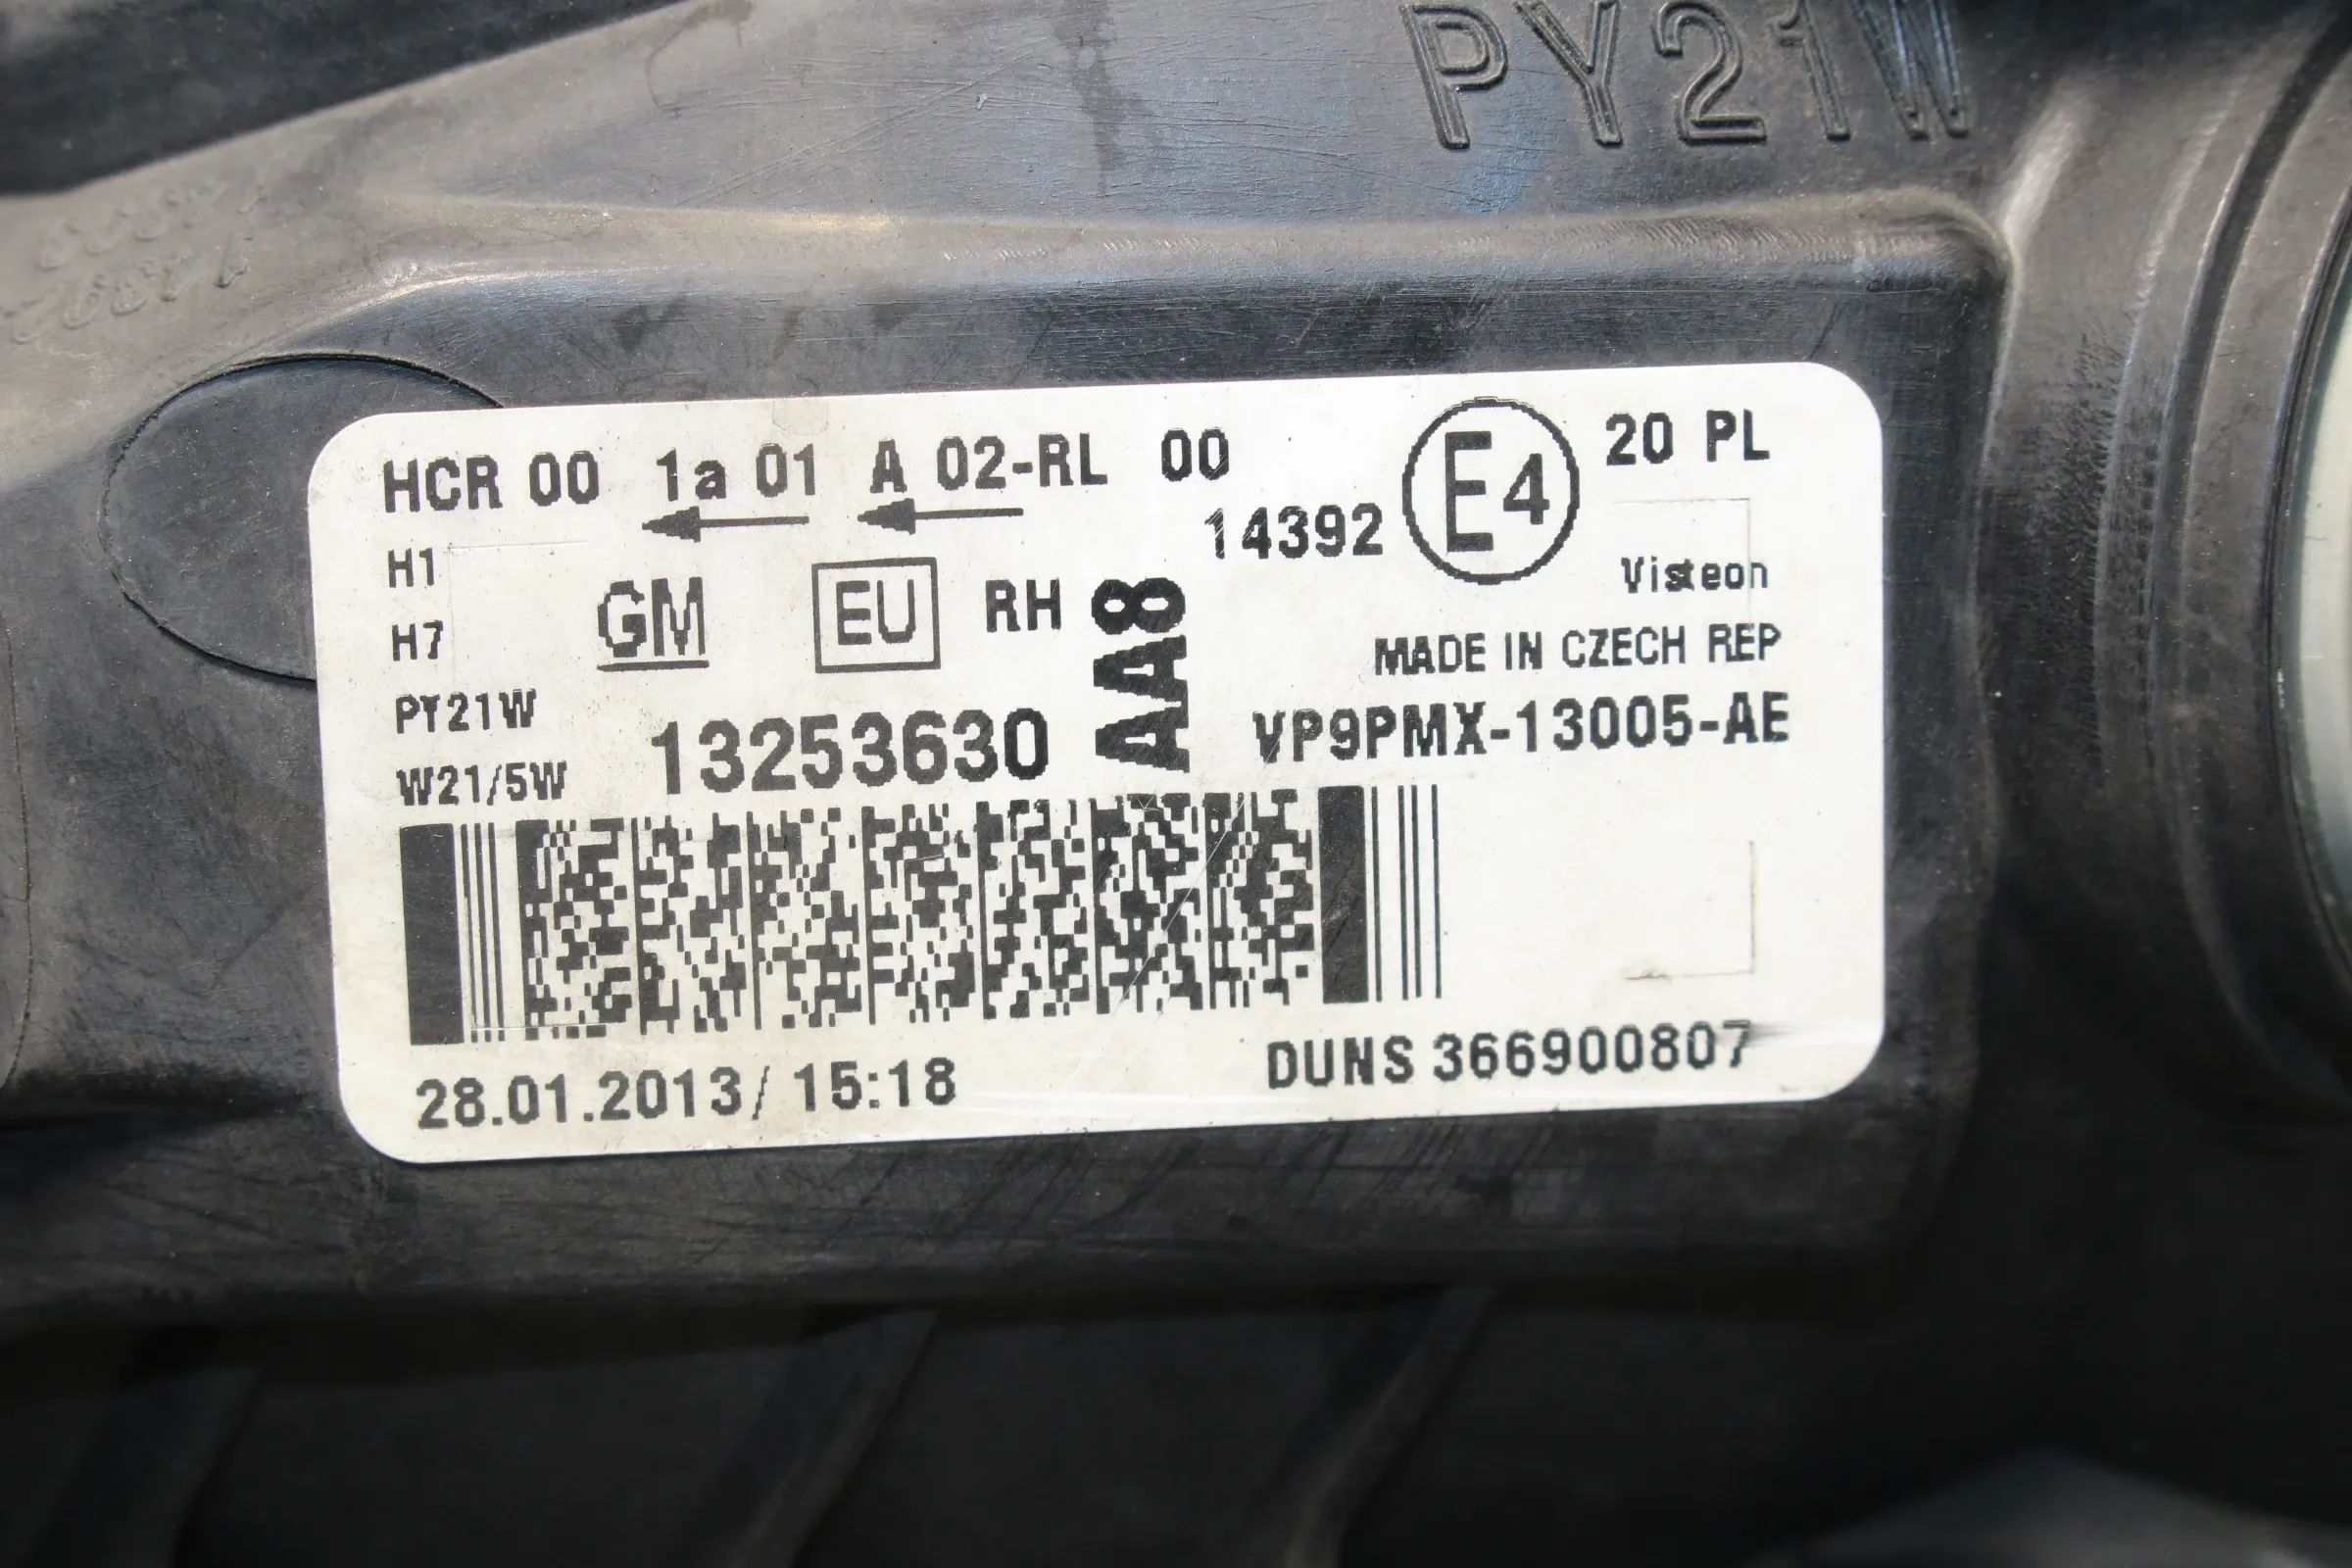 PY21W
HCR 00 1a 01 A 02-RL 00
20 PL
14392
E4
H1
H7
PY21W
W21/5W
GM
EU
RH
AA8
Visteon
MADE IN CZECH REP
13253630
VP9PMX-13005-AE
28.01.2013/ 15:18
DUNS 366900807